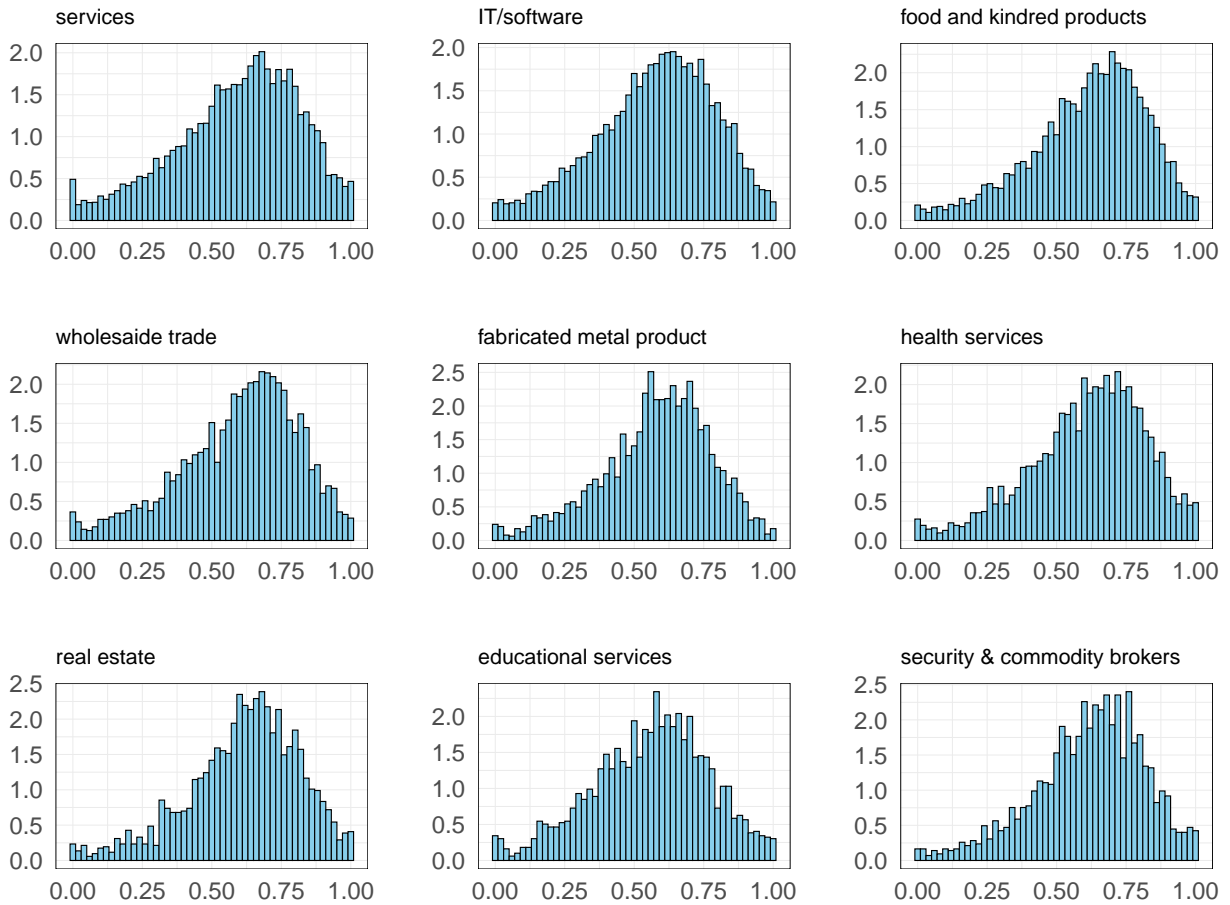 services IT/software food and kindred products
2.0 2.0 2.0
1.5 1.5 1.5
1.0 1.0 1.0
0.5 0.5 0.5
0.0 0.0 0.0
0.00 0.25 0.50 0.75 1.00 0.00 0.25 0.50 0.75 1.00 0.00 0.25 0.50 0.75 1.00
wholesaide trade fabricated metal product health services
2.5
2.0 2.0 2.0
1.5 1.5 1.5
1.0 1.0 1.0
0.5 0.5 0.5
0.0 0.0 0.0
0.00 0.25 0.50 0.75 1.00 0.00 0.25 0.50 0.75 1.00 0.00 0.25 0.50 0.75 1.00
real estate educational services security & commodity brokers
2.5 2.5
2.0 2.0 2.0
1.5 1.5 1.5
1.0 1.0 1.0
0.5 0.5 0.5
0.0 0.0 0.0
0.00 0.25 0.50 0.75 1.00 0.00 0.25 0.50 0.75 1.00 0.00 0.25 0.50 0.75 1.00